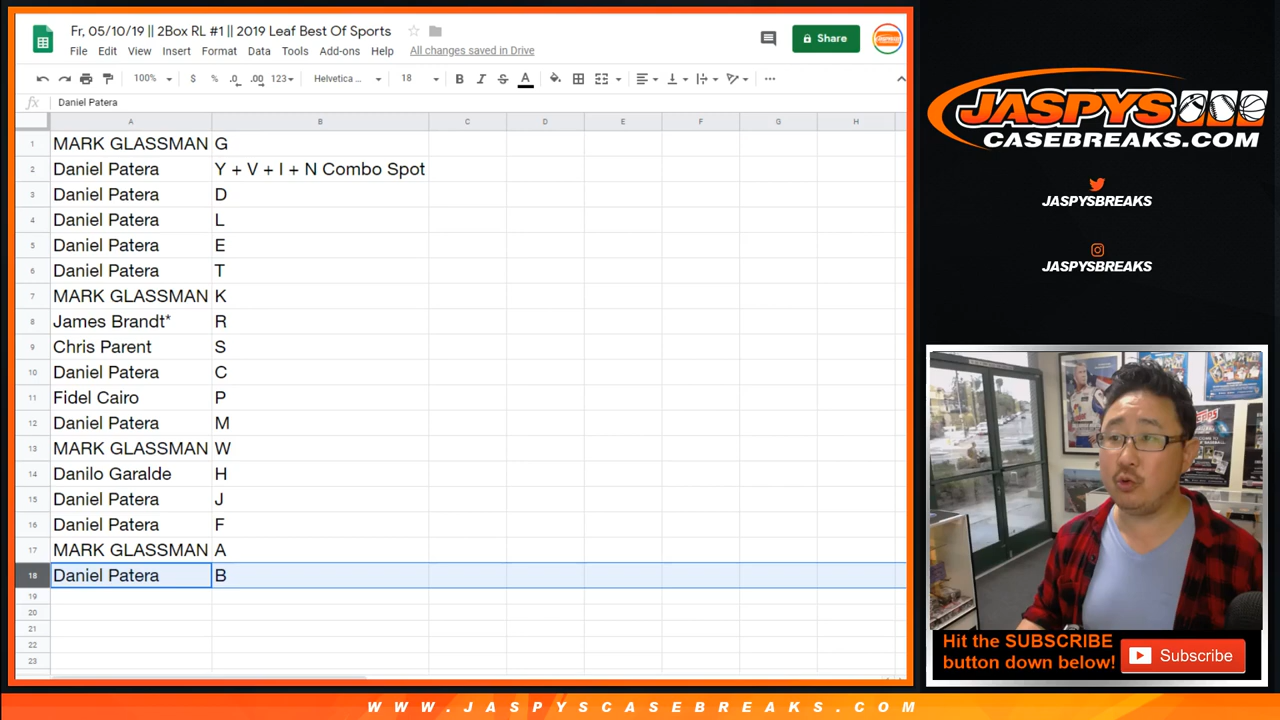 Fr, 05/10/19 || 2Box RL #1 || 2019 Leaf Best Of Sports
File Edit View Insert Format Data Tools Add-ons Help All changes saved in Drive
Share
100% $ % .0 .00 123 Helvetica ... 18 B I S A
fx Daniel Patera
A B C D E F G H
1 MARK GLASSMAN G
2 Daniel Patera Y + V + I + N Combo Spot
3 Daniel Patera D
4 Daniel Patera L
5 Daniel Patera E
6 Daniel Patera T
7 MARK GLASSMAN K
8 James Brandt* R
9 Chris Parent S
10 Daniel Patera C
11 Fidel Cairo P
12 Daniel Patera M
13 MARK GLASSMAN W
14 Danilo Garalde H
15 Daniel Patera J
16 Daniel Patera F
17 MARK GLASSMAN A
18 Daniel Patera B
19
20
21
22
23
JASPYS
CASEBREAKS.COM
JASPYSBREAKS
JASPYSBREAKS
Topps
Hit the SUBSCRIBE
button down below!
Subscribe
WWW.JASPYSCASEBREAKS.COM